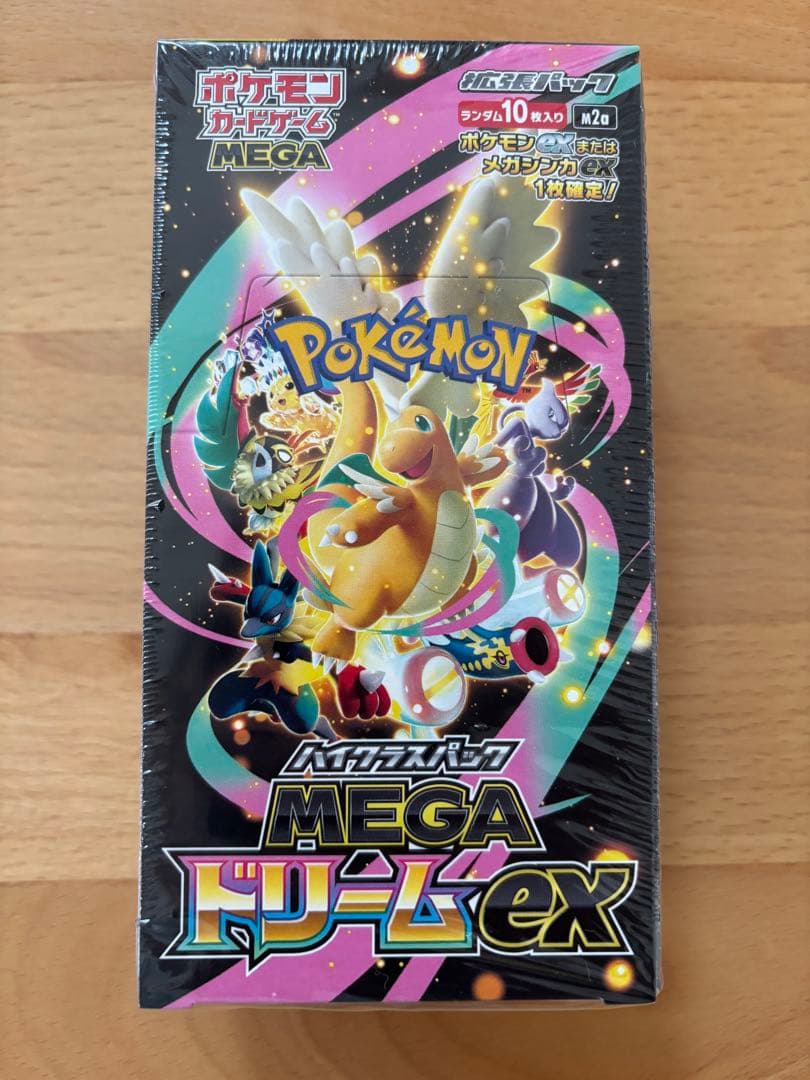 ポケモン
カードゲーム™
MEGA
拡張パック
ランダム10枚入り M2a
ポケモンexまたは
メガシンカex
1枚確定!
POKéMON™
ハイクラスパック
MEGA
ドリームex